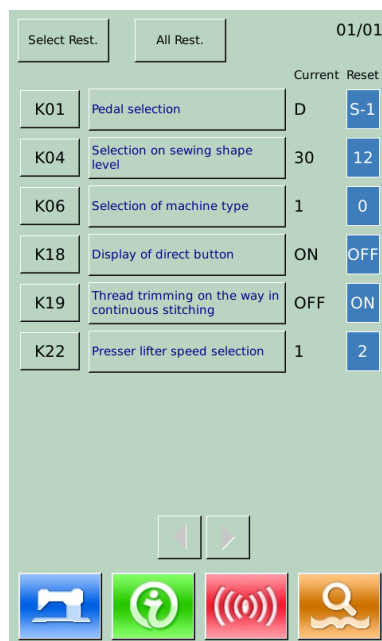 Select Rest. All Rest. 01/01
Current Reset
K01 Pedal selection D S-1
K04 Selection on sewing shape level 30 12
K06 Selection of machine type 1 0
K18 Display of direct button ON OFF
K19 Thread trimming on the way in continuous stitching OFF ON
K22 Presser lifter speed selection 1 2